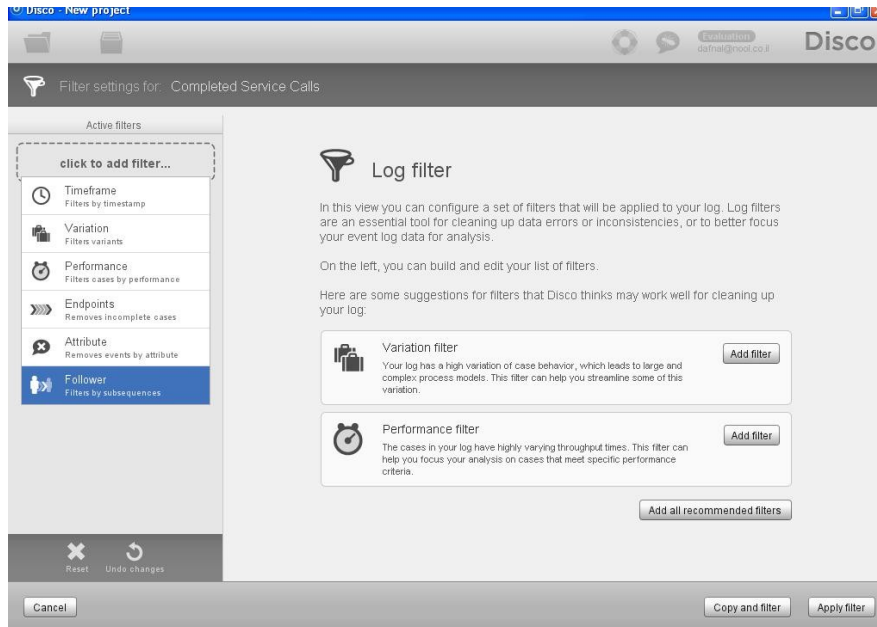 Disco - New project
Evaluation
dafnal@nool.co.il
Disco
Filter settings for: Completed Service Calls
Active filters
click to add filter...
Timeframe
Filters by timestamp
Variation
Filters variants
Performance
Filters cases by performance
Endpoints
Removes incomplete cases
Attribute
Removes events by attribute
Follower
Filters by subsequences
Reset
Undo changes
Log filter
In this view you can configure a set of filters that will be applied to your log. Log filters
are an essential tool for cleaning up data errors or inconsistencies, or to better focus
your event log data for analysis.
On the left, you can build and edit your list of filters.
Here are some suggestions for filters that Disco thinks may work well for cleaning up
your log:
Variation filter
Your log has a high variation of case behavior, which leads to large and
complex process models. This filter can help you streamline some of this
variation.
Add filter
Performance filter
The cases in your log have highly varying throughput times. This filter can
help you focus your analysis on cases that meet specific performance
criteria.
Add filter
Add all recommended filters
Cancel
Copy and filter
Apply filter